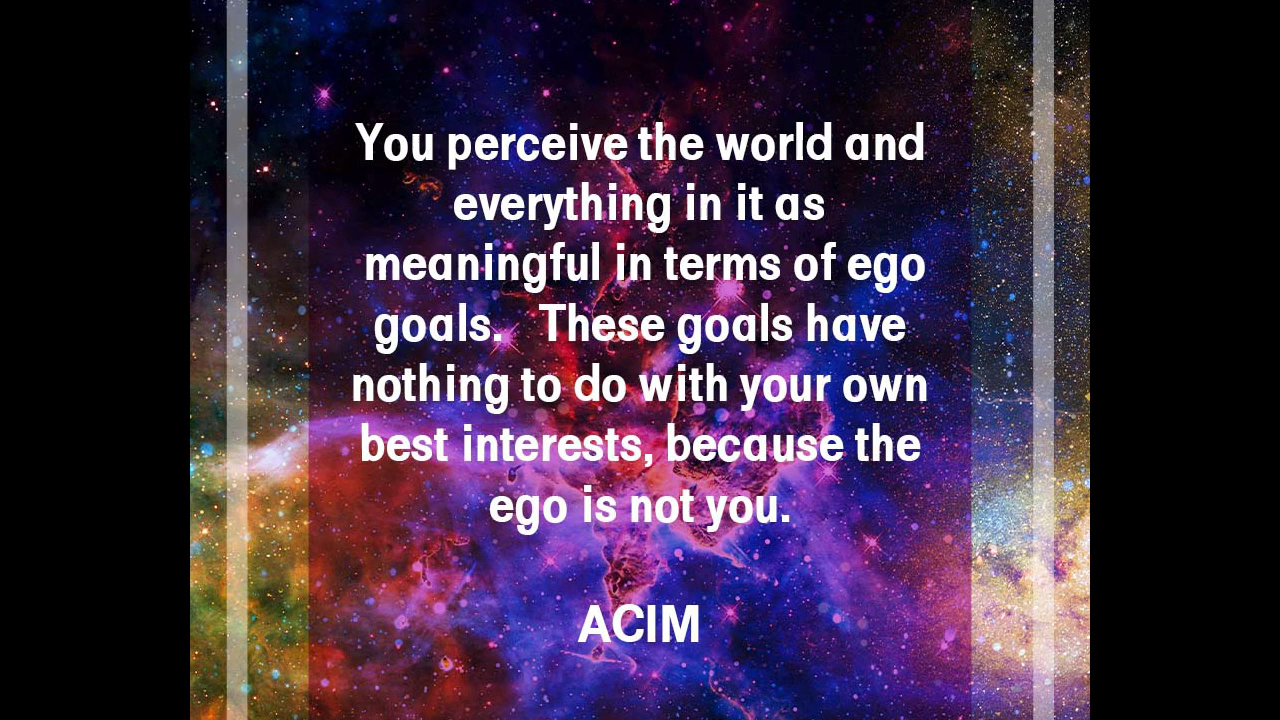 You perceive the world and
everything in it as
meaningful in terms of ego
goals.   These goals have
nothing to do with your own
best interests, because the
ego is not you.
ACIM